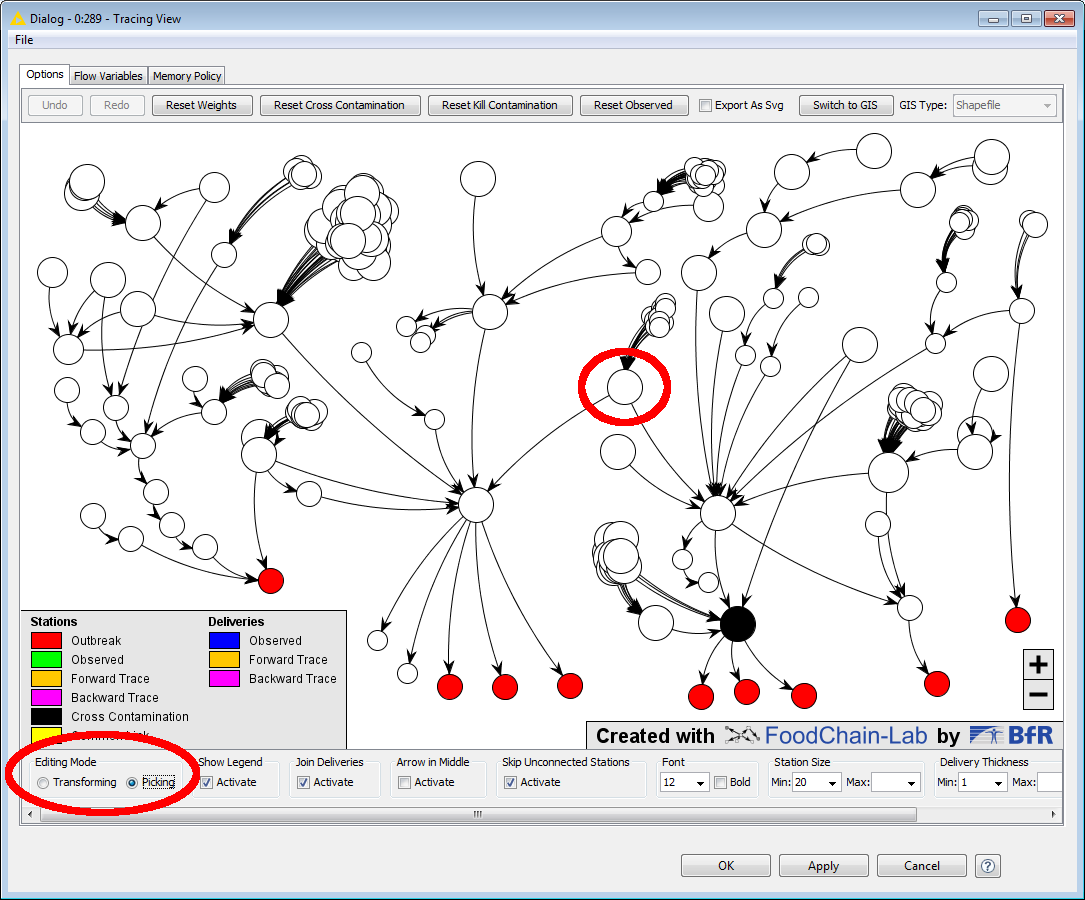 Dialog - 0:289 - Tracing View
File
Options Flow Variables Memory Policy
Undo Redo Reset Weights Reset Cross Contamination Reset Kill Contamination Reset Observed Export As Svg Switch to GIS GIS Type: Shapefile
Stations Deliveries
Outbreak Observed
Observed Forward Trace
Forward Trace Backward Trace
Backward Trace
Cross Contamination
Created with FoodChain-Lab by BfR
Editing Mode Show Legend Join Deliveries Arrow in Middle Skip Unconnected Stations Font Station Size Delivery Thickness
Transforming Picking Activate Activate Activate Activate 12 Bold Min: 20 Max: Min: 1 Max:
OK Apply Cancel ?